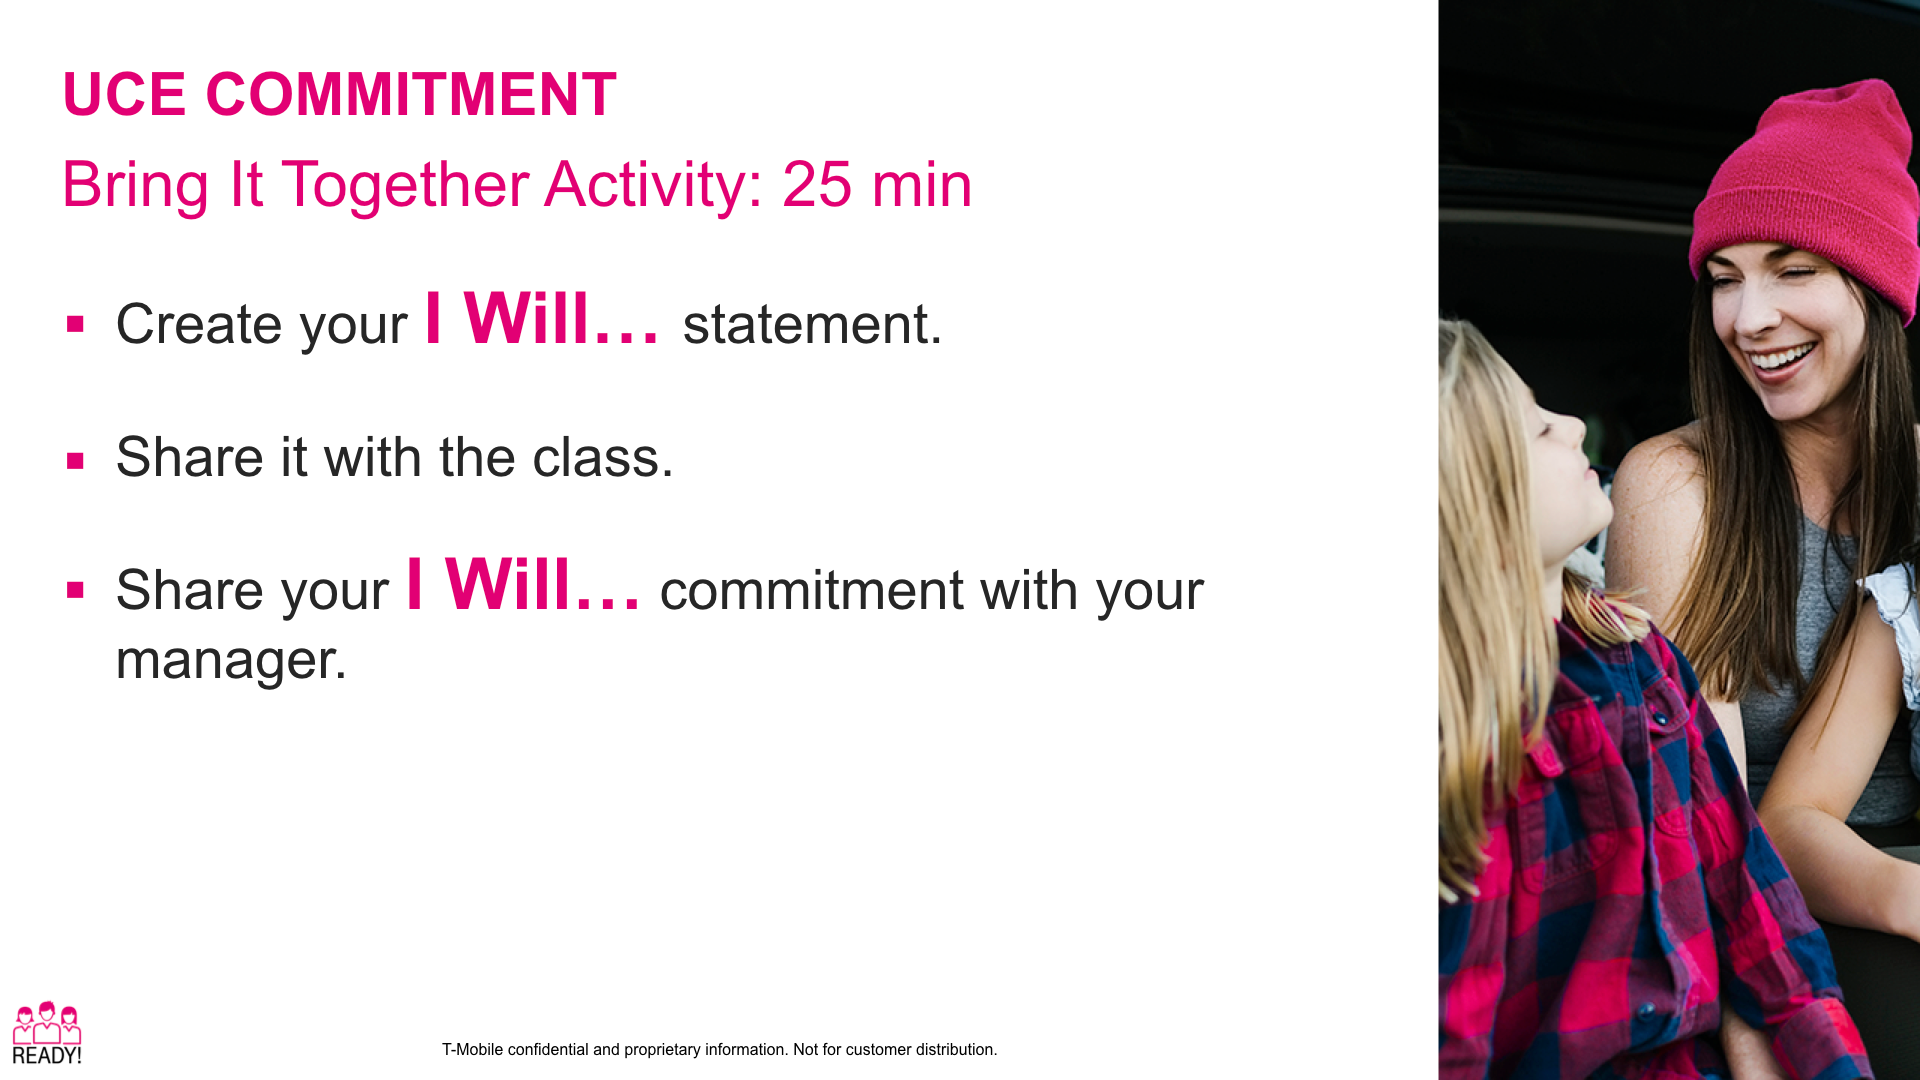 UCE COMMITMENT
Bring It Together Activity: 25 min
▪ Create your I Will… statement.
▪ Share it with the class.
▪ Share your I Will… commitment with your
manager.
READY!
T-Mobile confidential and proprietary information. Not for customer distribution.